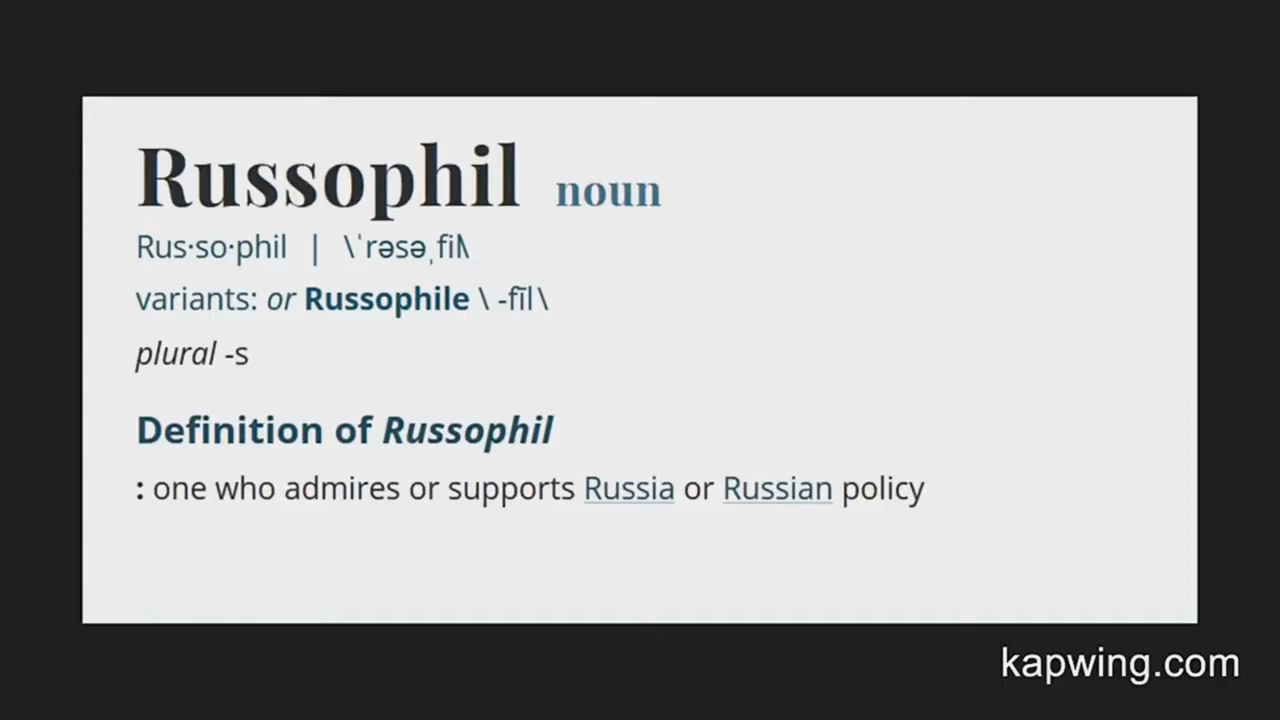 Russophil noun
Rus·so·phil | \ˈrəsəˌfil\
variants: or Russophile \ -fīl \
plural -s
Definition of Russophil
: one who admires or supports Russia or Russian policy
kapwing.com